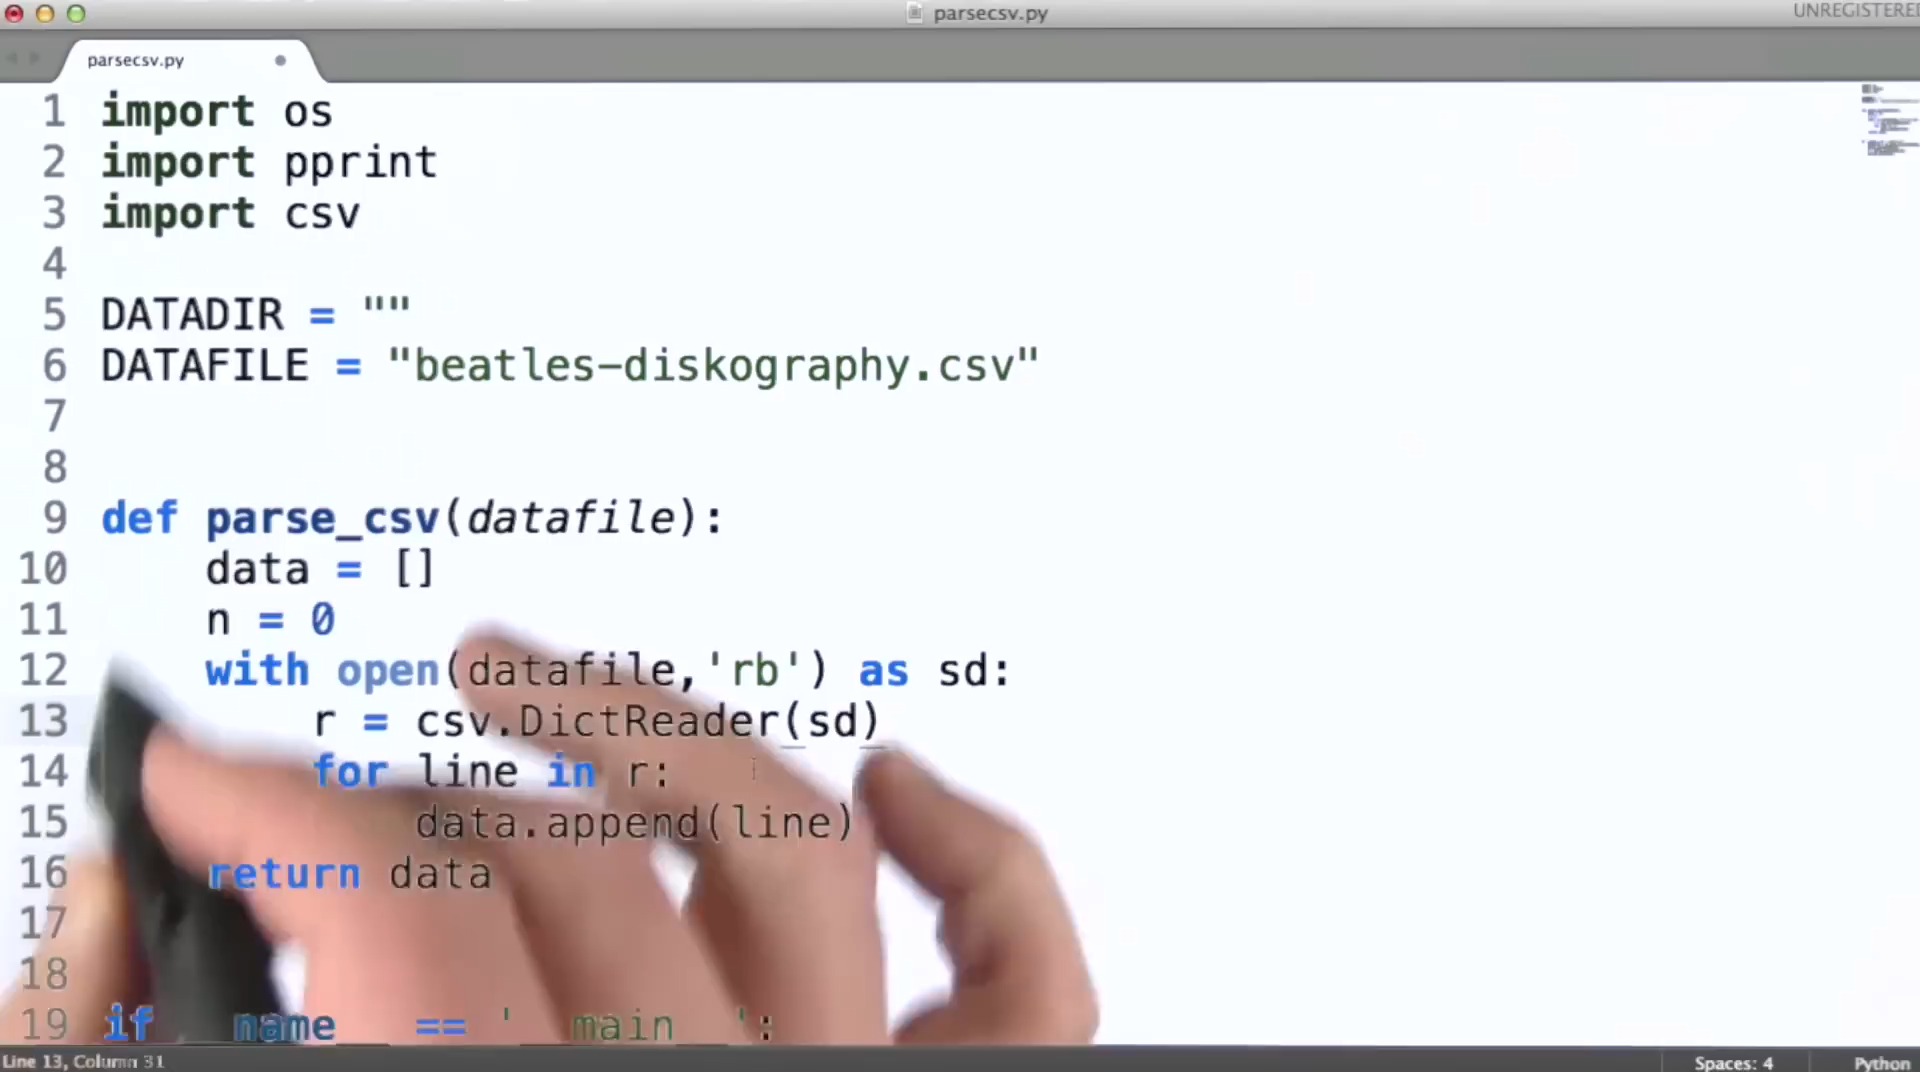 parsecsv.py
UNREGISTERED
parsecsv.py
1 import os
2 import pprint
3 import csv
4
5 DATADIR = ""
6 DATAFILE = "beatles-diskography.csv"
7
8
9 def parse_csv(datafile):
10 data = []
11 n = 0
12 with open(datafile,'rb') as sd:
13 r = csv.DictReader(sd)
14 for line in r:
15 data.append(line)
16 return data
17
18
19 if __name__ == '__main__':
Line 13, Column 31
Spaces: 4
Python